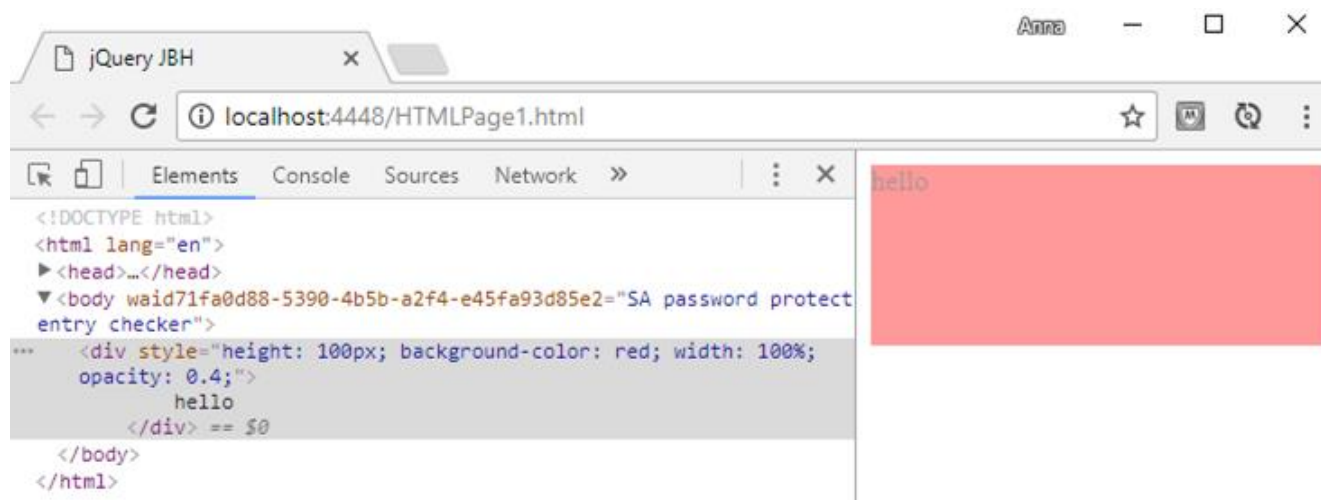 Anna
jQuery JBH
localhost:4448/HTMLPage1.html
Elements Console Sources Network »
hello
<!DOCTYPE html>
<html lang="en">
▶<head>…</head>
▼<body waid71fa0d88-5390-4b5b-a2f4-e45fa93d85e2="SA password protect
entry checker">
<div style="height: 100px; background-color: red; width: 100%;
opacity: 0.4;">
hello
</div> == $0
</body>
</html>